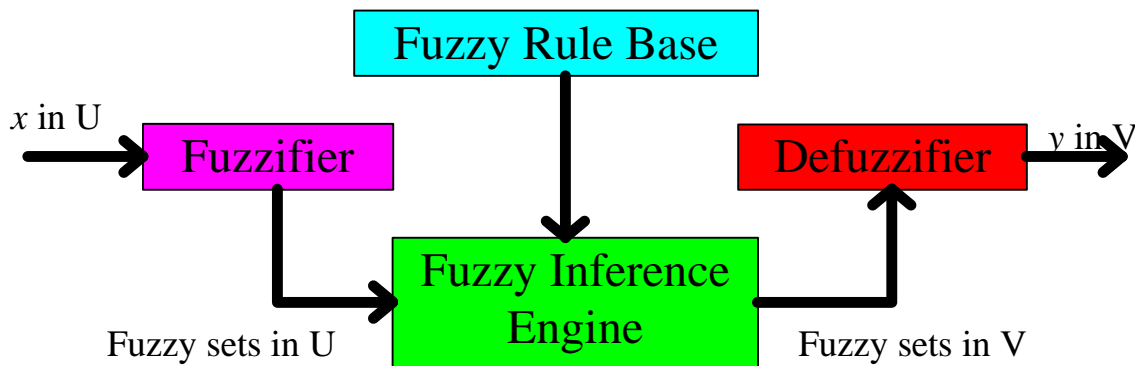 Fuzzy Rule Base
x in U
Fuzzifier
Defuzzifier
y in V
Fuzzy Inference
Engine
Fuzzy sets in U
Fuzzy sets in V